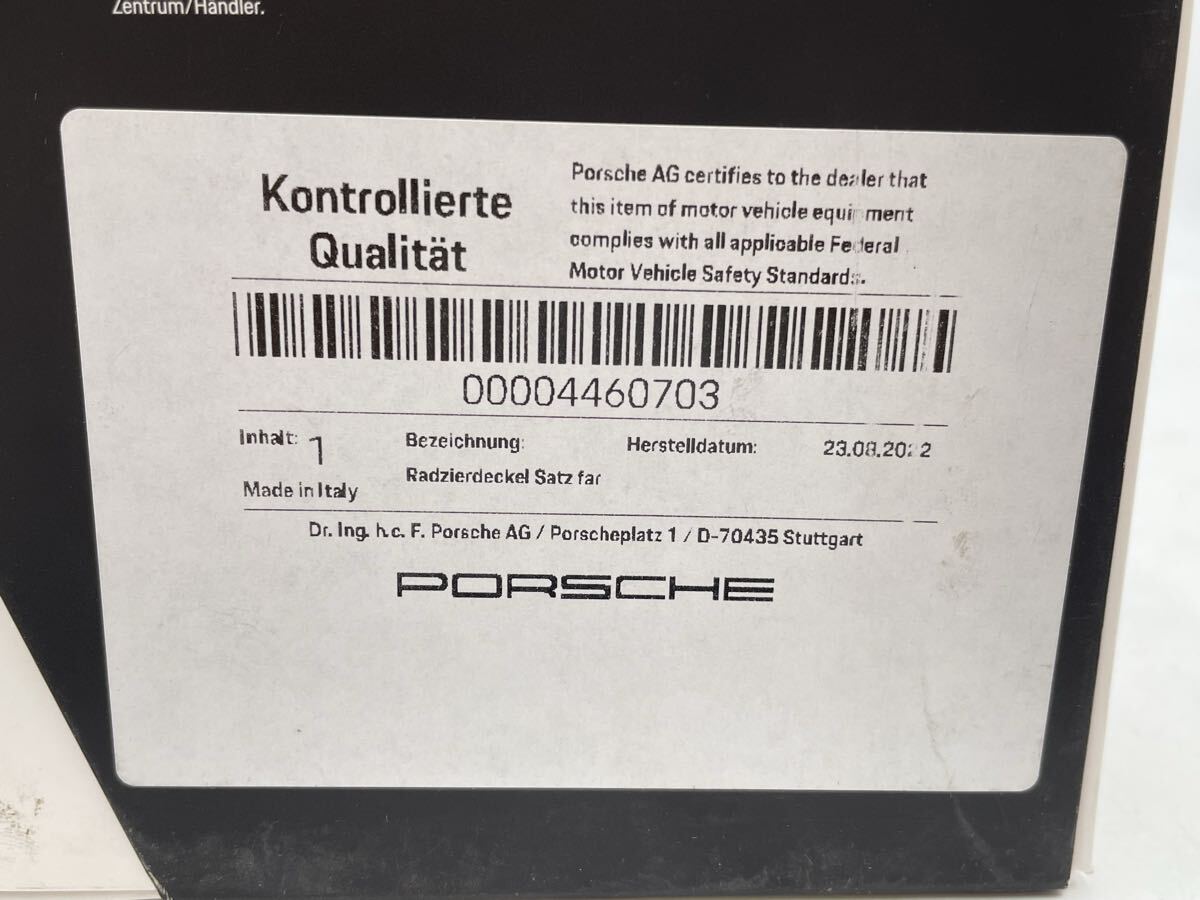 Zentrum/Händler.
Kontrollierte
Qualität
Porsche AG certifies to the dealer that
this item of motor vehicle equipment
complies with all applicable Federal
Motor Vehicle Safety Standards.
00004460703
Inhalt: 1
Bezeichnung:
Herstelldatum:
Radzierdeckel Satz far
Made in Italy
Dr. Ing. h.c. F. Porsche AG / Porscheplatz 1 / D-70435 Stuttgart
PORSCHE